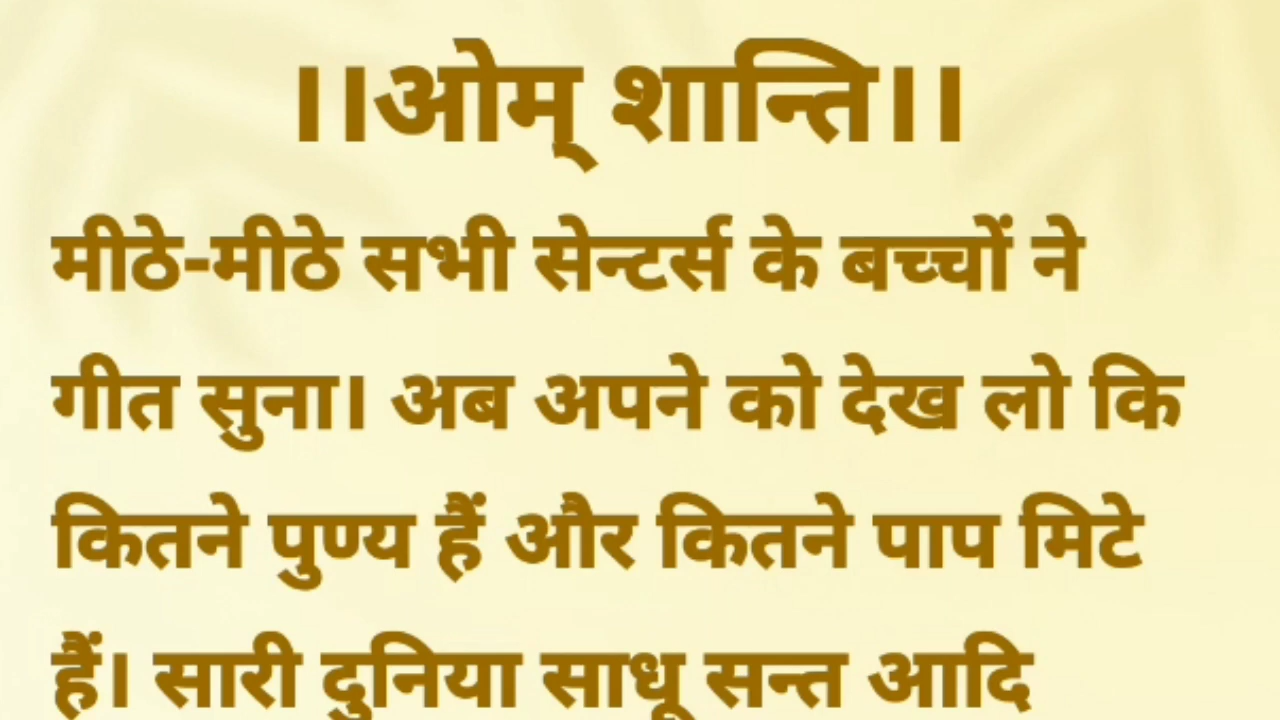 ।।ओम् शान्ति।।
मीठे-मीठे सभी सेन्टर्स के बच्चों ने
गीत सुना। अब अपने को देख लो कि
कितने पुण्य हैं और कितने पाप मिटे
हैं। सारी दुनिया साधू सन्त आदि